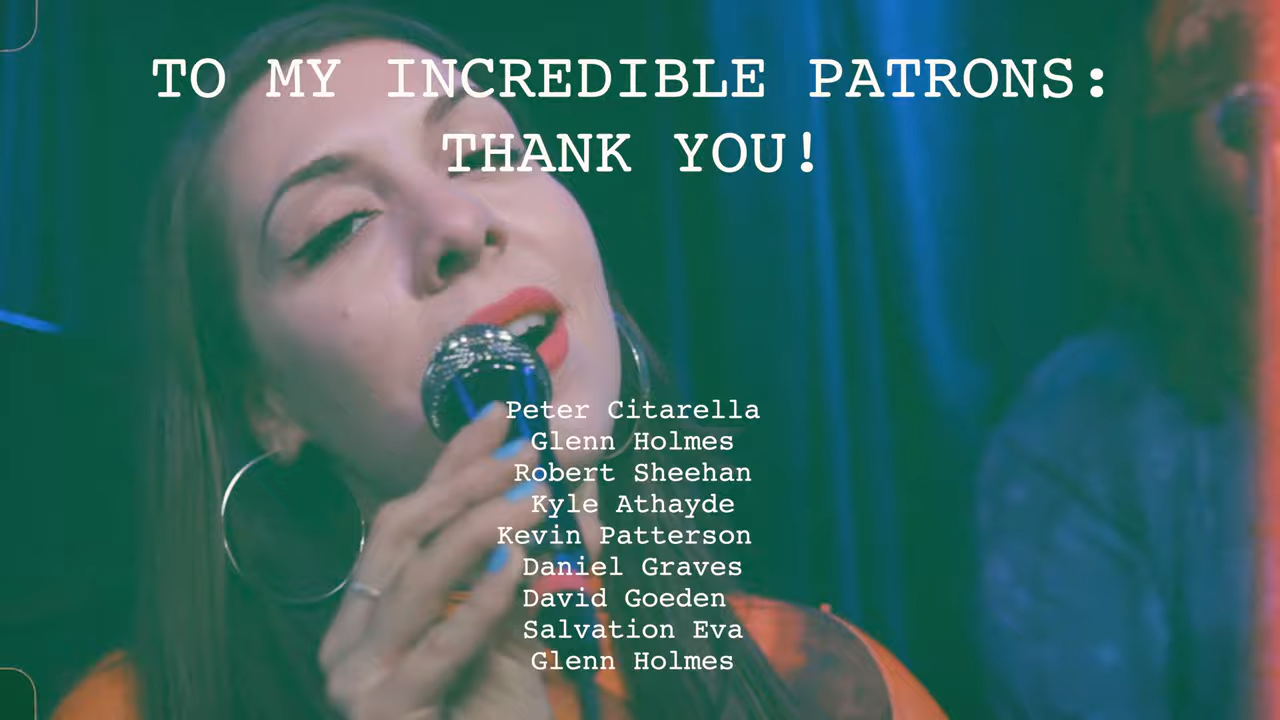 TO MY INCREDIBLE PATRONS:
THANK YOU!
Peter Citarella
Glenn Holmes
Robert Sheehan
Kyle Athayde
Kevin Patterson
Daniel Graves
David Goeden
Salvation Eva
Glenn Holmes